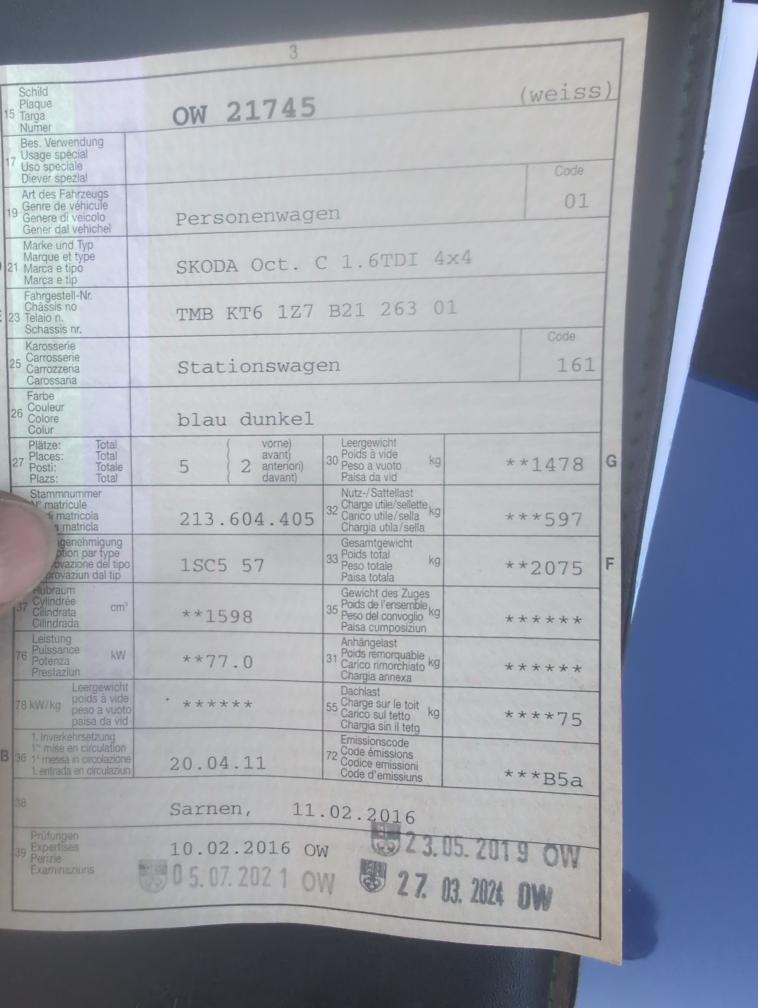 3
15 Schild
Plaque
Targa
Numer
OW 21745 (weiss)
17 Bes. Verwendung
Usage spécial
Uso speciale
Diever spezial
19 Art des Fahrzeugs
Genre de véhicule
Genere di veicolo
Gener dal vehichel
Personenwagen
Code
01
21 Marke und Typ
Marque et type
Marca e tipo
Marca e tip
SKODA Oct. C 1.6TDI 4x4
23 Fahrgestell-Nr.
Châssis no
Telaio n.
Schassis nr.
TMB KT6 1Z7 B21 263 01
25 Karosserie
Carrosserie
Carrozzeria
Carossaria
Stationswagen
Code
161
26 Farbe
Couleur
Colore
Colur
blau dunkel
27 Plätze: Total
Places: Total
Posti: Totale
Plazs: Total
5 ( 2 vorne)
avant)
anteriori)
davant)
30 Leergewicht
Poids à vide
Peso a vuoto
Paisa da vid
kg
**1478 G
Stammnummer
matricule
di matricola
matricla
213.604.405
32 Nutz-/Sattellast
Charge utile/sellette
Carico utile/sella
Chargia utila/sella
kg
***597
genehmigung
tion par type
ovazione del tipo
provaziun dal tip
1SC5 57
33 Gesamtgewicht
Poids total
Peso totale
Paisa totala
kg
**2075 F
37 Hubraum
Cylindrée
Cilindrata
Cilindrada
cm³
**1598
35 Gewicht des Zuges
Poids de l'ensemble
Peso del convoglio
Paisa cumposiziun
kg
******
76 Leistung
Puissance
Potenza
Prestaziun
kW
**77.0
31 Anhängelast
Poids remorquable
Carico rimorchiato
Chargia annexa
kg
******
78 kW/kg Leergewicht
poids à vide
peso a vuoto
paisa da vid
******
55 Dachlast
Charge sur le toit
Carico sul tetto
Chargia sin il tetg
kg
****75
B 36 1. Inverkehrsetzung
1re mise en circulation
1a messa in circolazione
1. entrada en circulaziun
20.04.11
72 Emissionscode
Code émissions
Codice emissioni
Code d'emissiuns
***B5a
38
Sarnen, 11.02.2016
39 Prüfungen
Expertises
Perizie
Examinaziuns
10.02.2016 OW 23.05.2019 OW
05.07.2021 OW 27. 03. 2024 OW